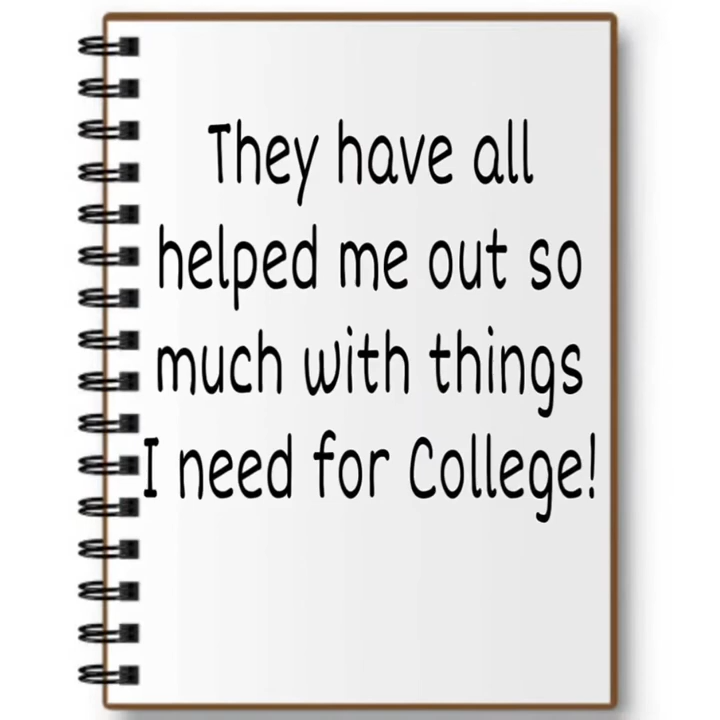 They have all
helped me out so
much with things
I need for College!